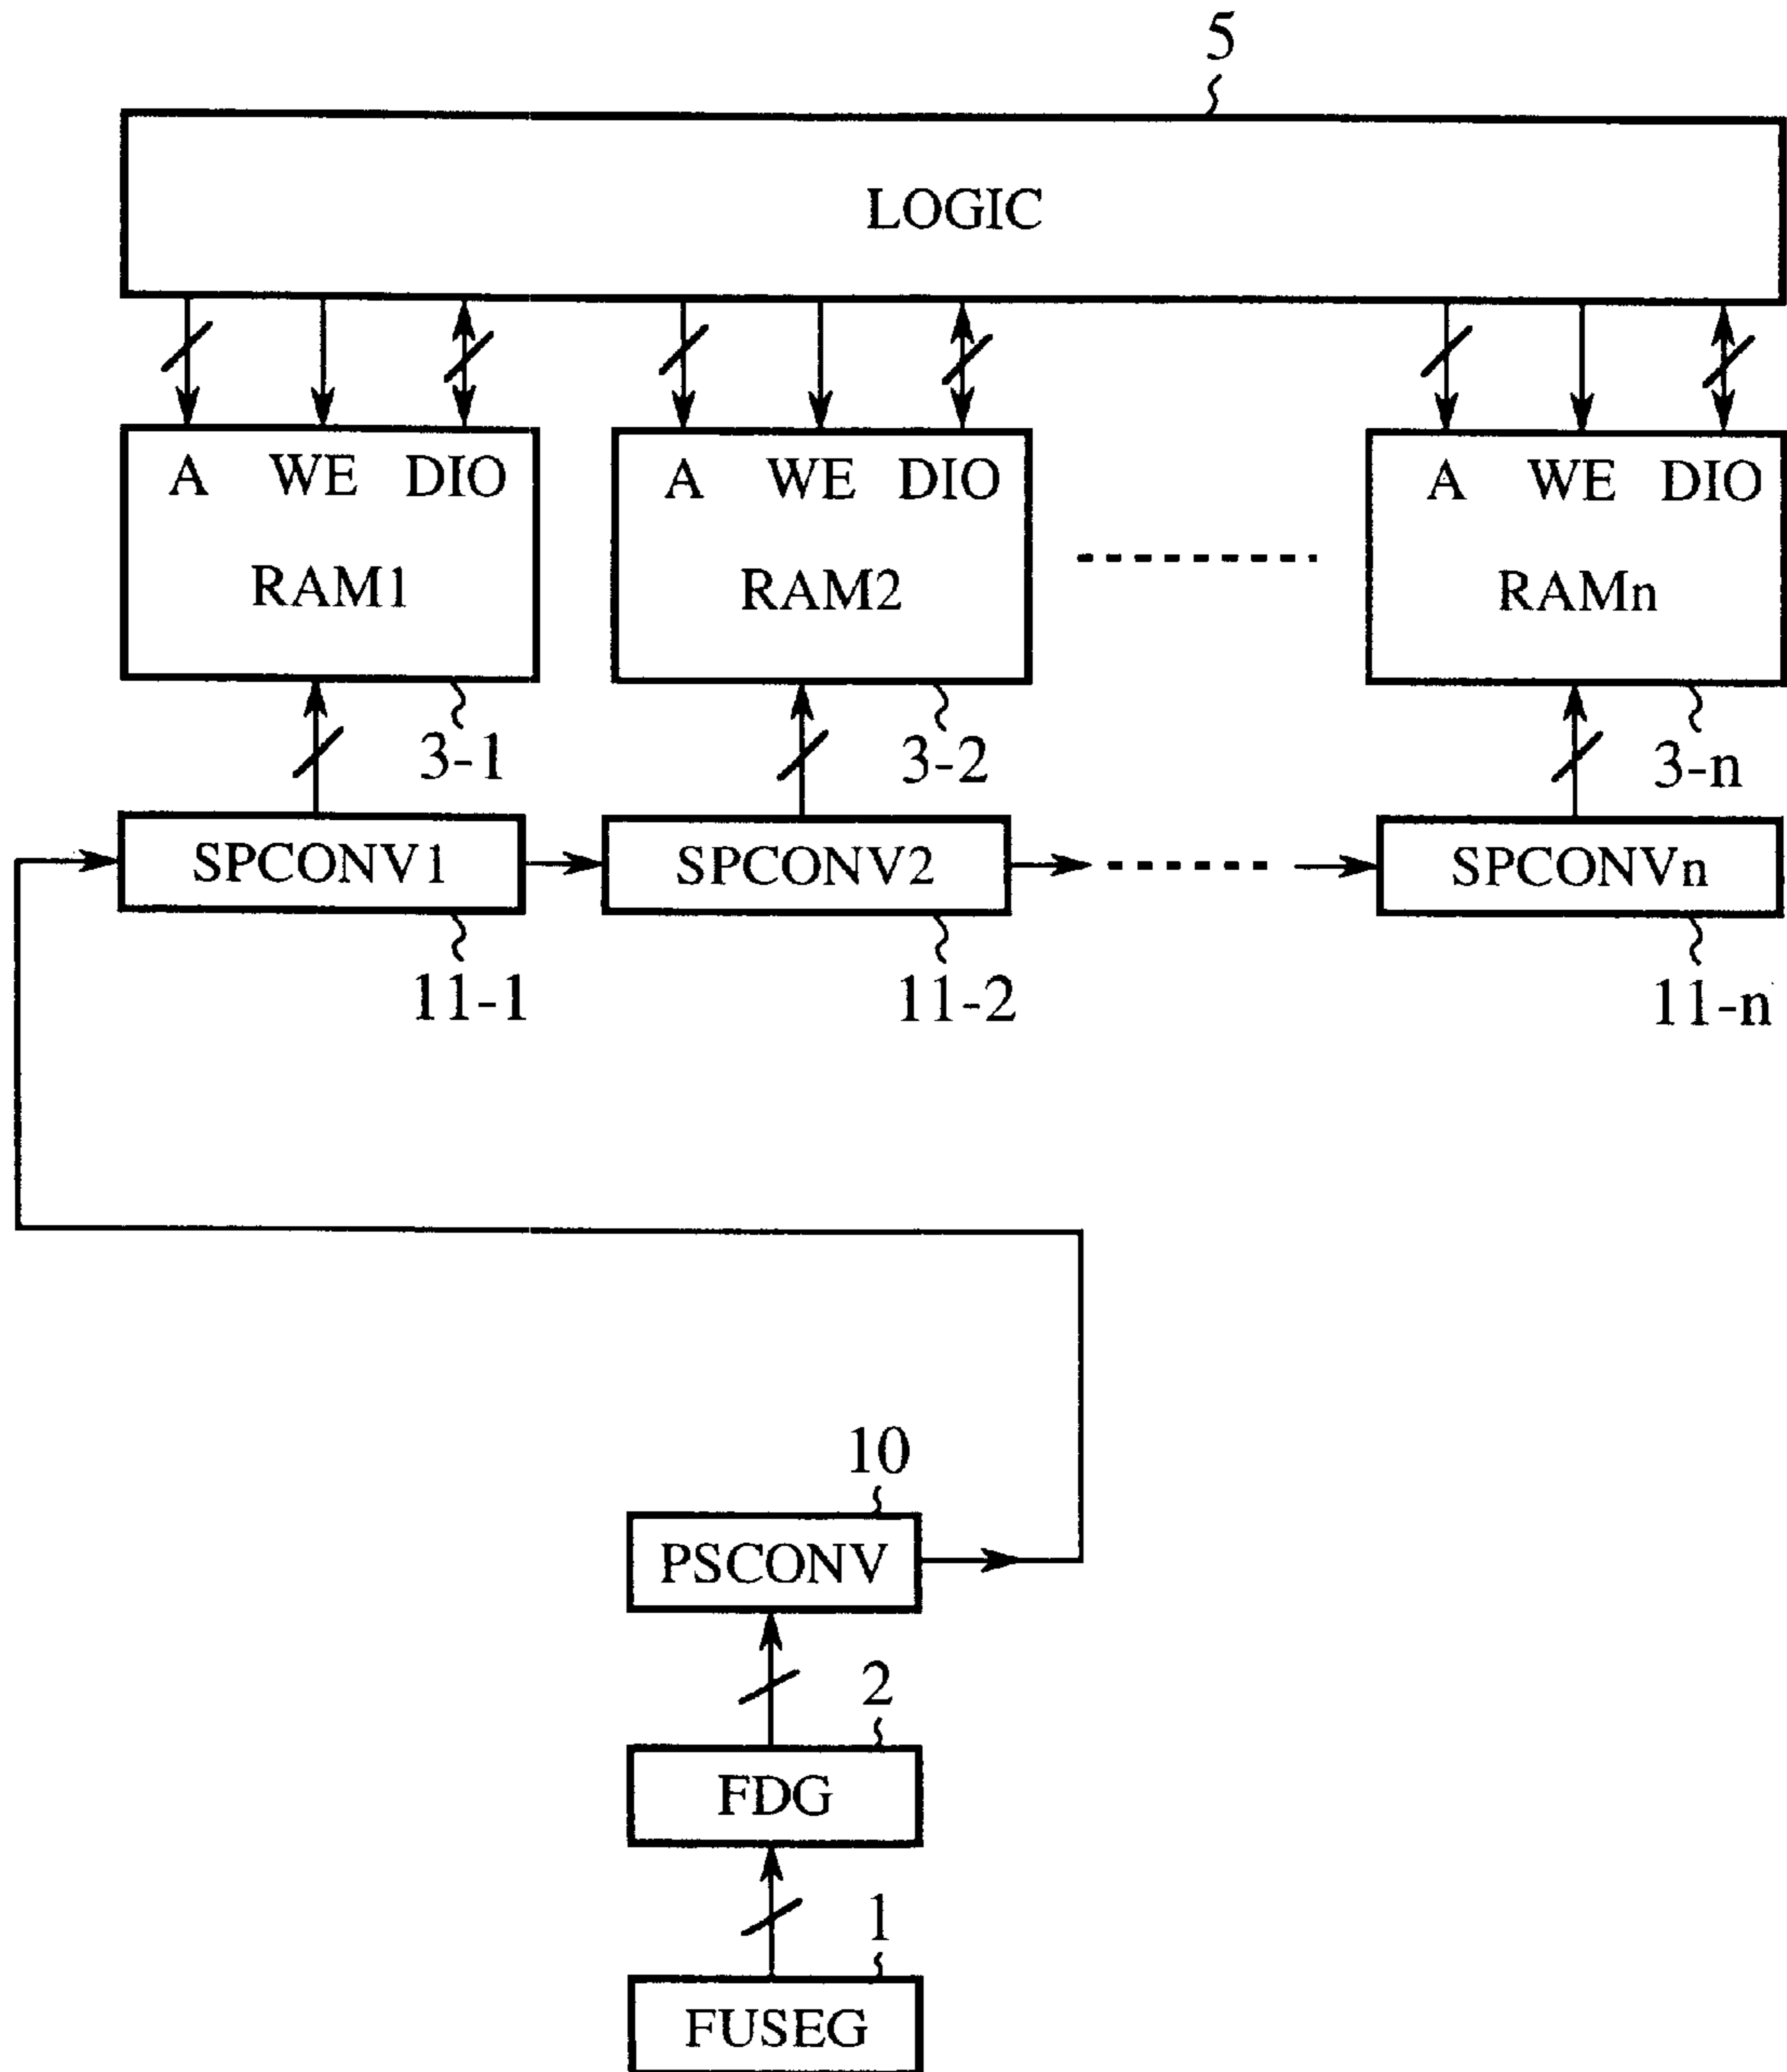 5
LOGIC
A WE DIO
RAM1
A WE DIO
RAM2
A WE DIO
RAMn
3-1
3-2
3-n
SPCONV1
SPCONV2
SPCONVn
11-1
11-2
11-n
10
PSCONV
2
FDG
1
FUSEG